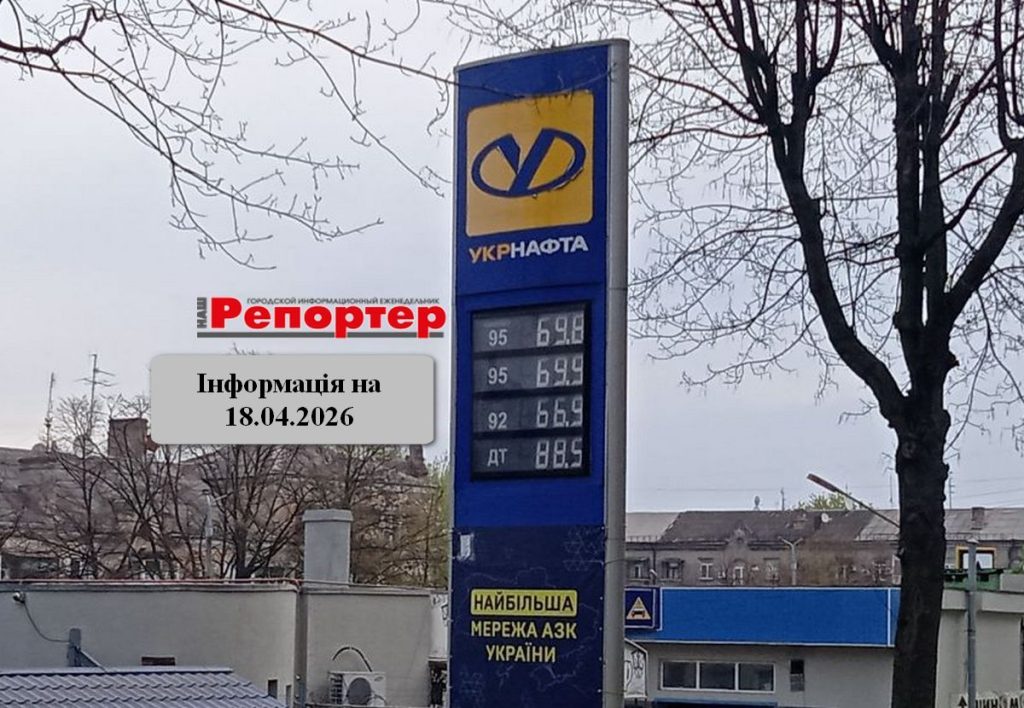 УКРНАФТА
ГОРОДСКОЙ ИНФОРМАЦИОННЫЙ ЕЖЕНЕДЕЛЬНИК
НАШ
Репортер
Інформація на
18.04.2026
95 69.8
95 69.9
92 66.9
ДТ 88.5
НАЙБІЛЬША
МЕРЕЖА АЗК
УКРАЇНИ